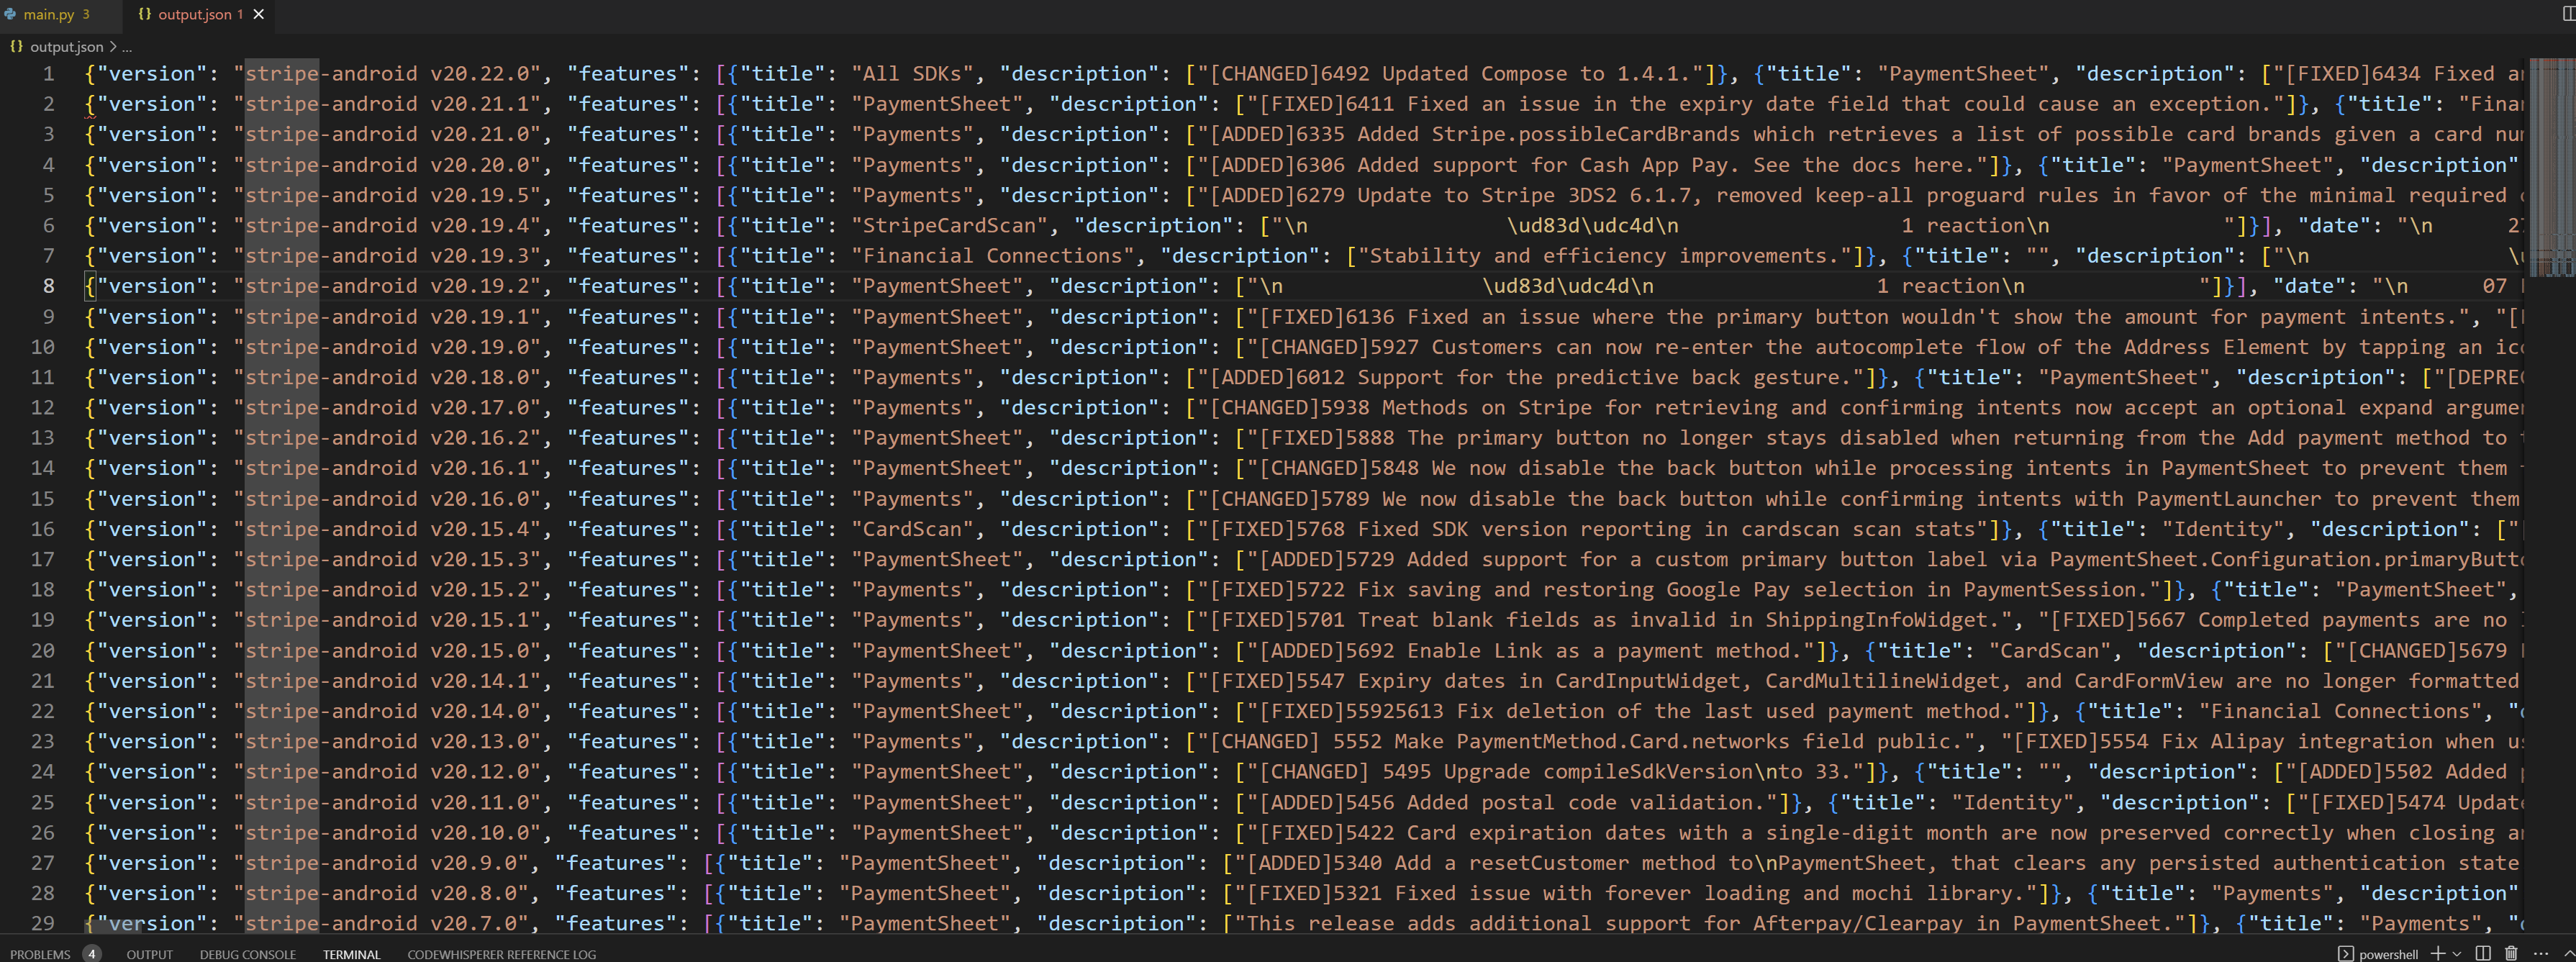 main.py 3 {} output.json 1 ×
{} output.json > ...
1 {"version": "stripe-android v20.22.0", "features": [{"title": "All SDKs", "description": ["[CHANGED]6492 Updated Compose to 1.4.1."]}, {"title": "PaymentSheet", "description": ["[FIXED]6434 Fixed a
2 {"version": "stripe-android v20.21.1", "features": [{"title": "PaymentSheet", "description": ["[FIXED]6411 Fixed an issue in the expiry date field that could cause an exception."]}, {"title": "Fina
3 {"version": "stripe-android v20.21.0", "features": [{"title": "Payments", "description": ["[ADDED]6335 Added Stripe.possibleCardBrands which retrieves a list of possible card brands given a card nu
4 {"version": "stripe-android v20.20.0", "features": [{"title": "Payments", "description": ["[ADDED]6306 Added support for Cash App Pay. See the docs here."]}, {"title": "PaymentSheet", "description"
5 {"version": "stripe-android v20.19.5", "features": [{"title": "Payments", "description": ["[ADDED]6279 Update to Stripe 3DS2 6.1.7, removed keep-all proguard rules in favor of the minimal required
6 {"version": "stripe-android v20.19.4", "features": [{"title": "StripeCardScan", "description": ["\n \ud83d\udc4d\n 1 reaction\n "]}], "date": "\n 2
7 {"version": "stripe-android v20.19.3", "features": [{"title": "Financial Connections", "description": ["Stability and efficiency improvements."]}, {"title": "", "description": ["\n \u
8 {"version": "stripe-android v20.19.2", "features": [{"title": "PaymentSheet", "description": ["\n \ud83d\udc4d\n 1 reaction\n "]}], "date": "\n 07
9 {"version": "stripe-android v20.19.1", "features": [{"title": "PaymentSheet", "description": ["[FIXED]6136 Fixed an issue where the primary button wouldn't show the amount for payment intents.", "[
10 {"version": "stripe-android v20.19.0", "features": [{"title": "PaymentSheet", "description": ["[CHANGED]5927 Customers can now re-enter the autocomplete flow of the Address Element by tapping an ic
11 {"version": "stripe-android v20.18.0", "features": [{"title": "Payments", "description": ["[ADDED]6012 Support for the predictive back gesture."]}, {"title": "PaymentSheet", "description": ["[DEPRE
12 {"version": "stripe-android v20.17.0", "features": [{"title": "Payments", "description": ["[CHANGED]5938 Methods on Stripe for retrieving and confirming intents now accept an optional expand argume
13 {"version": "stripe-android v20.16.2", "features": [{"title": "PaymentSheet", "description": ["[FIXED]5888 The primary button no longer stays disabled when returning from the Add payment method to
14 {"version": "stripe-android v20.16.1", "features": [{"title": "PaymentSheet", "description": ["[CHANGED]5848 We now disable the back button while processing intents in PaymentSheet to prevent them
15 {"version": "stripe-android v20.16.0", "features": [{"title": "Payments", "description": ["[CHANGED]5789 We now disable the back button while confirming intents with PaymentLauncher to prevent them
16 {"version": "stripe-android v20.15.4", "features": [{"title": "CardScan", "description": ["[FIXED]5768 Fixed SDK version reporting in cardscan scan stats"]}, {"title": "Identity", "description": ["
17 {"version": "stripe-android v20.15.3", "features": [{"title": "PaymentSheet", "description": ["[ADDED]5729 Added support for a custom primary button label via PaymentSheet.Configuration.primaryButt
18 {"version": "stripe-android v20.15.2", "features": [{"title": "Payments", "description": ["[FIXED]5722 Fix saving and restoring Google Pay selection in PaymentSession."]}, {"title": "PaymentSheet",
19 {"version": "stripe-android v20.15.1", "features": [{"title": "Payments", "description": ["[FIXED]5701 Treat blank fields as invalid in ShippingInfoWidget.", "[FIXED]5667 Completed payments are no
20 {"version": "stripe-android v20.15.0", "features": [{"title": "PaymentSheet", "description": ["[ADDED]5692 Enable Link as a payment method."]}, {"title": "CardScan", "description": ["[CHANGED]5679
21 {"version": "stripe-android v20.14.1", "features": [{"title": "Payments", "description": ["[FIXED]5547 Expiry dates in CardInputWidget, CardMultilineWidget, and CardFormView are no longer formatted
22 {"version": "stripe-android v20.14.0", "features": [{"title": "PaymentSheet", "description": ["[FIXED]55925613 Fix deletion of the last used payment method."]}, {"title": "Financial Connections", "
23 {"version": "stripe-android v20.13.0", "features": [{"title": "Payments", "description": ["[CHANGED] 5552 Make PaymentMethod.Card.networks field public.", "[FIXED]5554 Fix Alipay integration when u
24 {"version": "stripe-android v20.12.0", "features": [{"title": "PaymentSheet", "description": ["[CHANGED] 5495 Upgrade compileSdkVersion\nto 33."]}, {"title": "", "description": ["[ADDED]5502 Added
25 {"version": "stripe-android v20.11.0", "features": [{"title": "PaymentSheet", "description": ["[ADDED]5456 Added postal code validation."]}, {"title": "Identity", "description": ["[FIXED]5474 Updat
26 {"version": "stripe-android v20.10.0", "features": [{"title": "PaymentSheet", "description": ["[FIXED]5422 Card expiration dates with a single-digit month are now preserved correctly when closing a
27 {"version": "stripe-android v20.9.0", "features": [{"title": "PaymentSheet", "description": ["[ADDED]5340 Add a resetCustomer method to\nPaymentSheet, that clears any persisted authentication state
28 {"version": "stripe-android v20.8.0", "features": [{"title": "PaymentSheet", "description": ["[FIXED]5321 Fixed issue with forever loading and mochi library."]}, {"title": "Payments", "description"
29 {"version": "stripe-android v20.7.0", "features": [{"title": "PaymentSheet", "description": ["This release adds additional support for Afterpay/Clearpay in PaymentSheet."]}, {"title": "Payments", "
PROBLEMS 4 OUTPUT DEBUG CONSOLE TERMINAL CODEWHISPERER REFERENCE LOG powershell